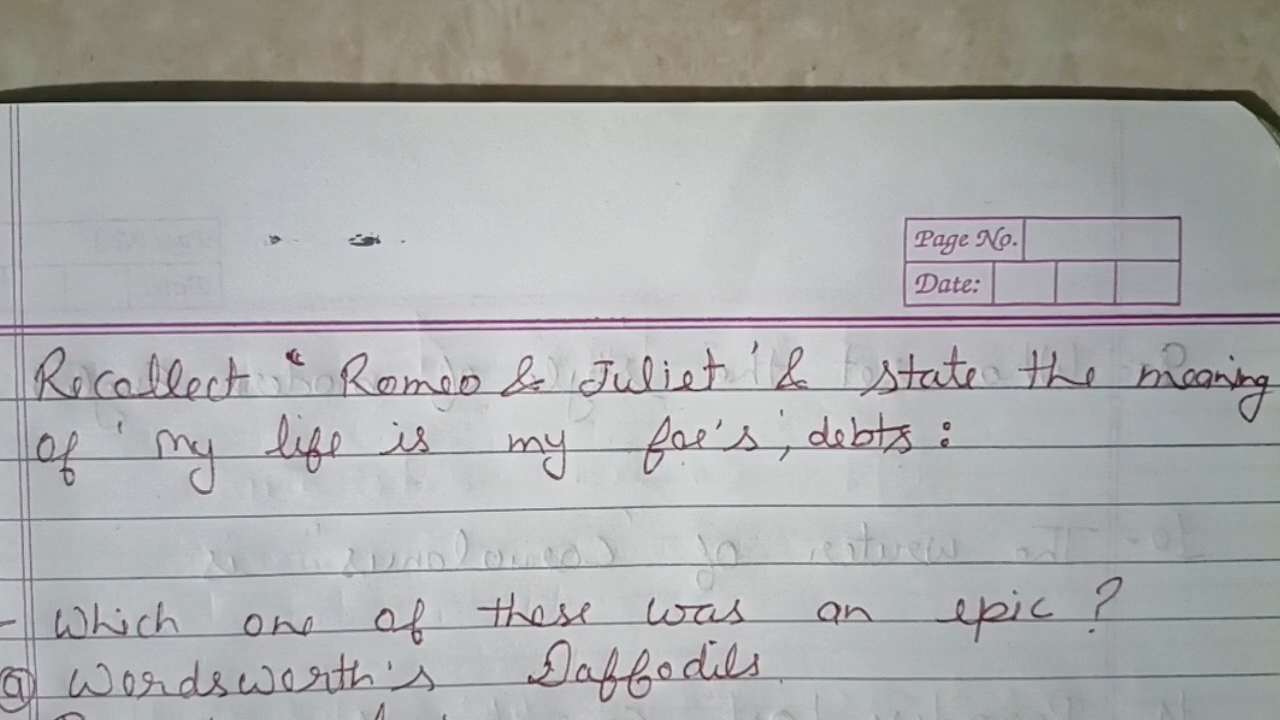 Page No.
Date:
Recollect " Romeo & Juliet ' & state the meaning
of ' my life is my foe's ; debts :
- Which one of these was an epic ?
(a) Wordsworth's Daffodils.